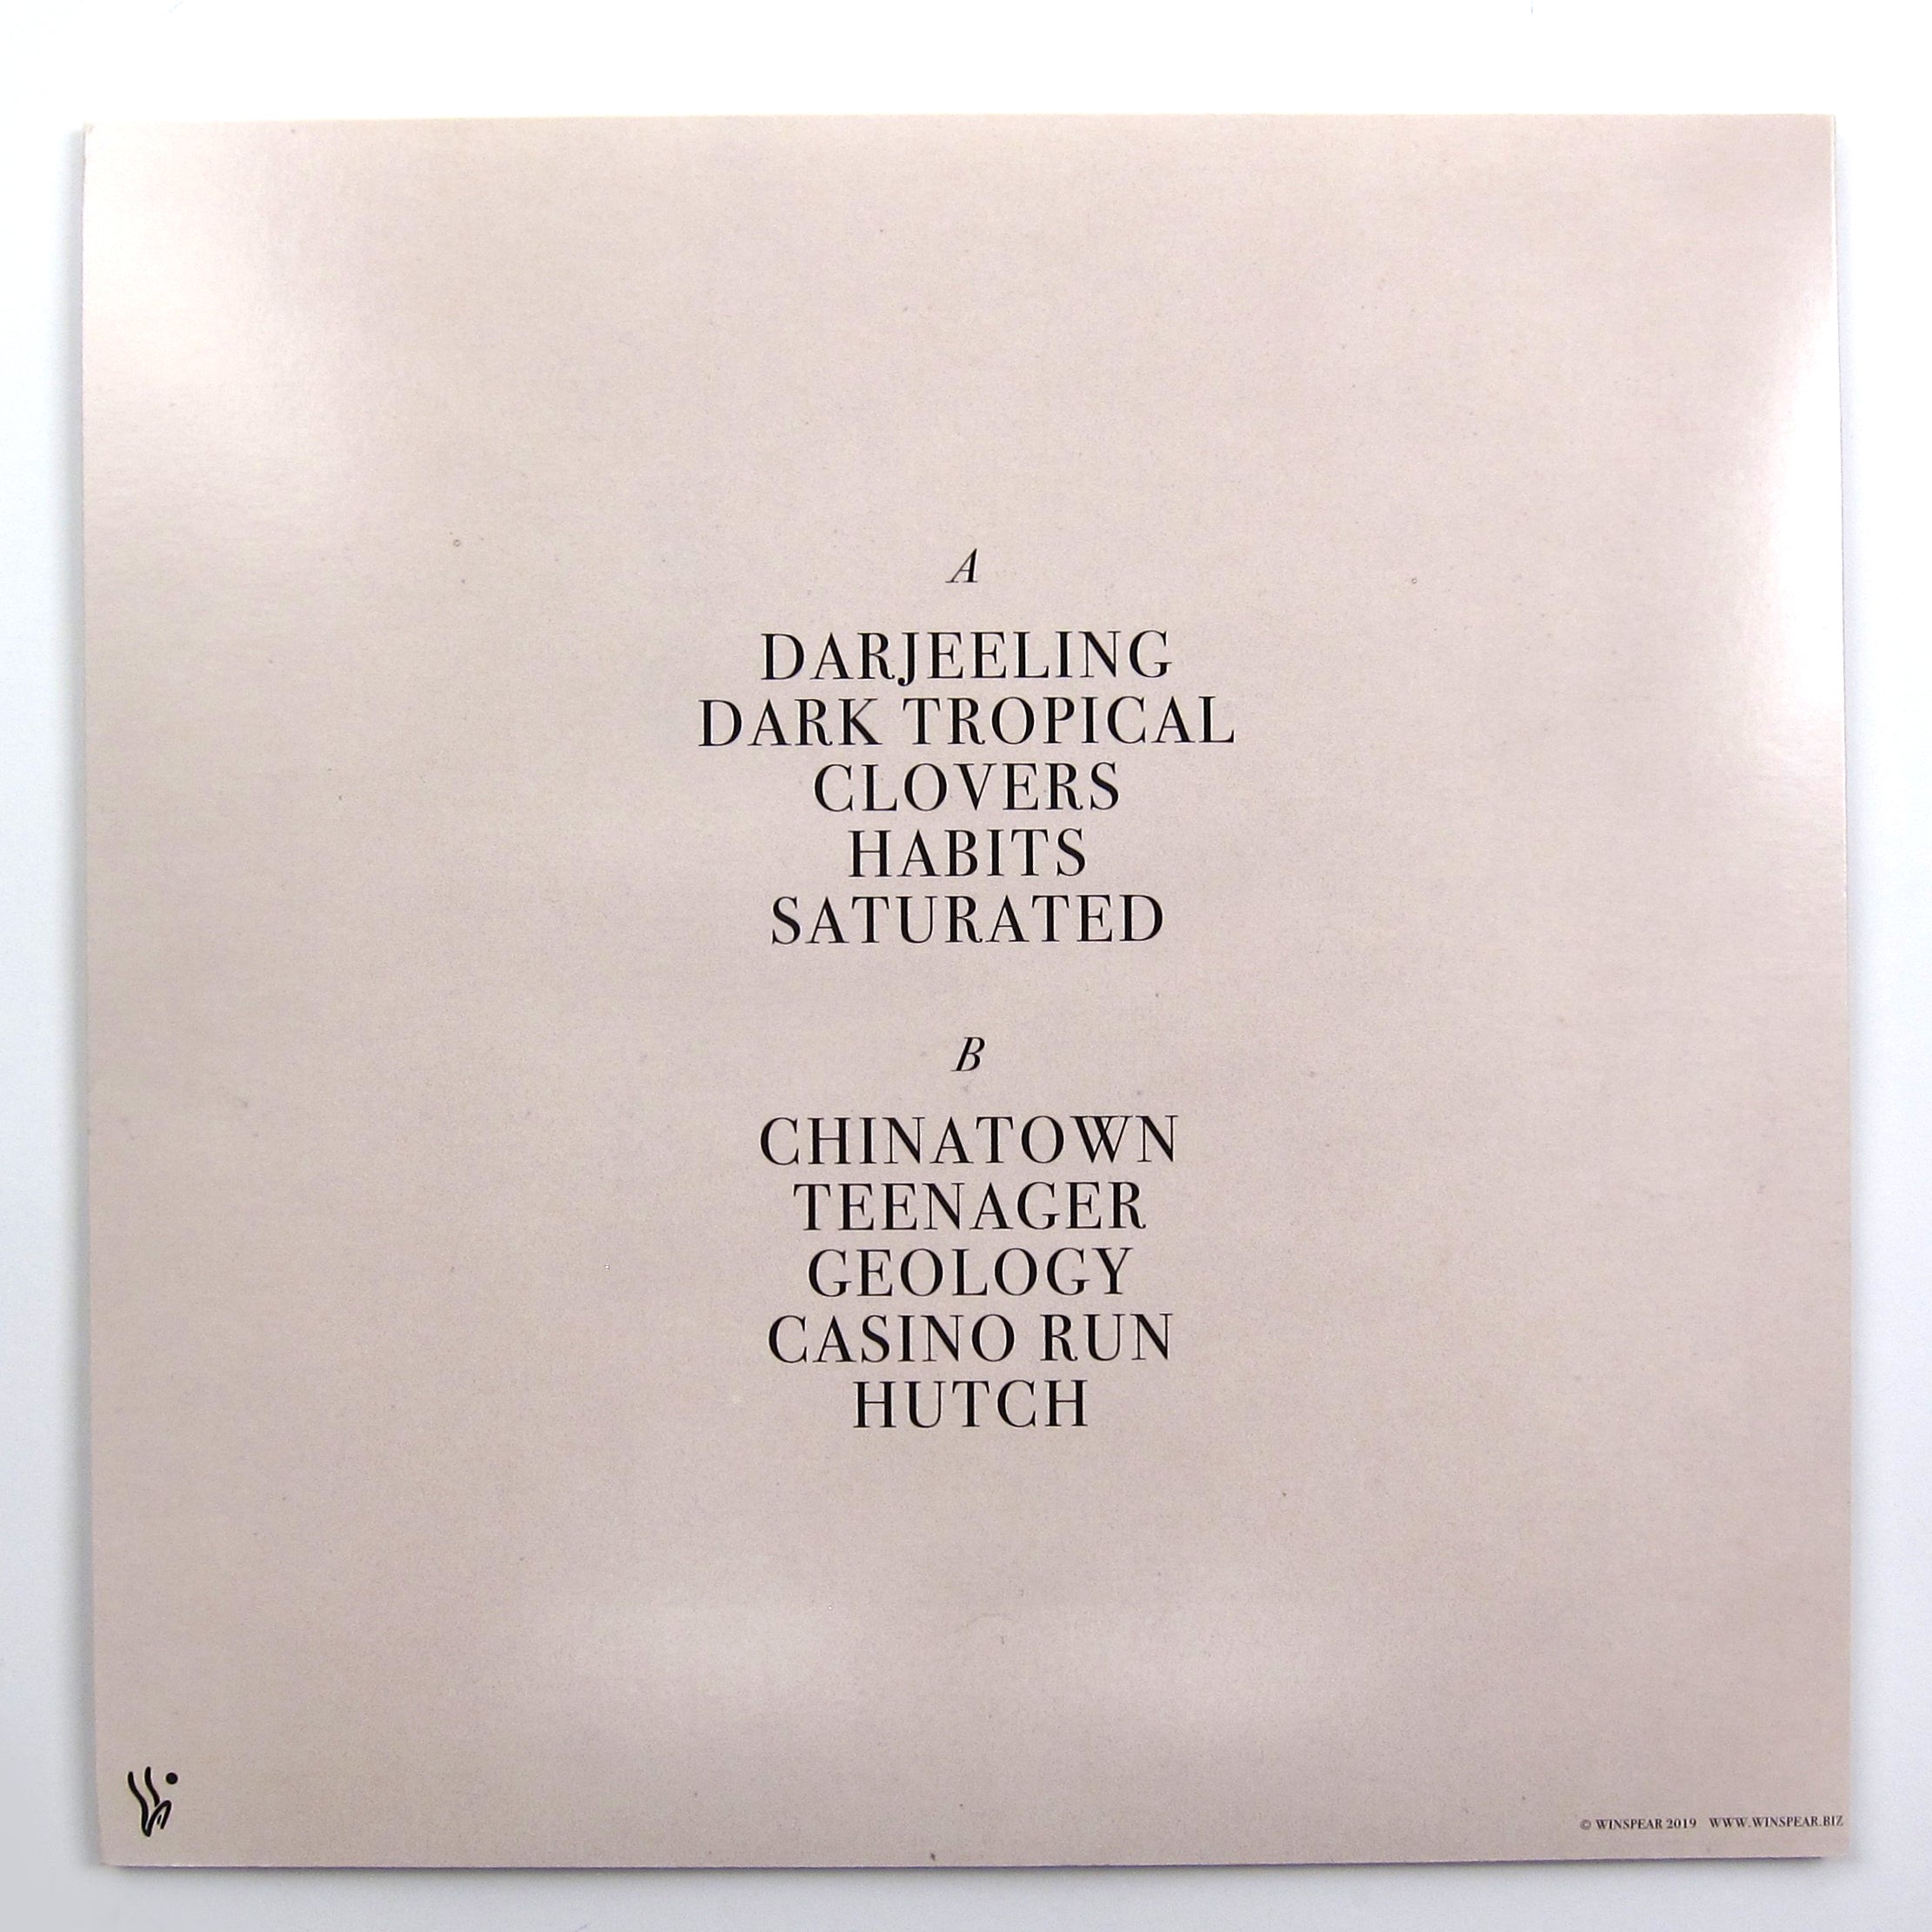 A
DARJEELING
DARK TROPICAL
CLOVERS
HABITS
SATURATED
B
CHINATOWN
TEENAGER
GEOLOGY
CASINO RUN
HUTCH
© WINSPEAR 2019 WWW.WINSPEAR.BIZ